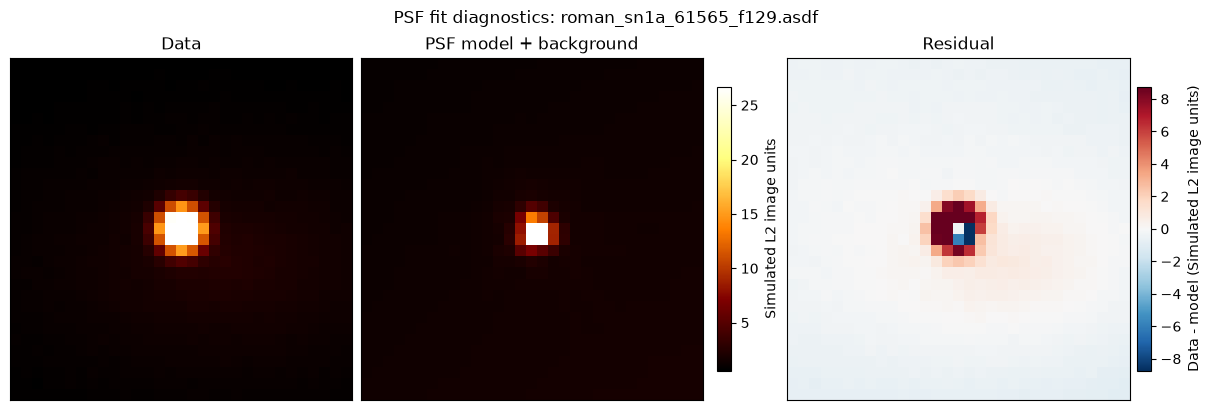 PSF fit diagnostics: roman_sn1a_61565_f129.asdf
Data
PSF model + background
Residual
25
20
15
10
5
Simulated L2 image units
8
6
4
2
0
−2
−4
−6
−8
Data - model (Simulated L2 image units)